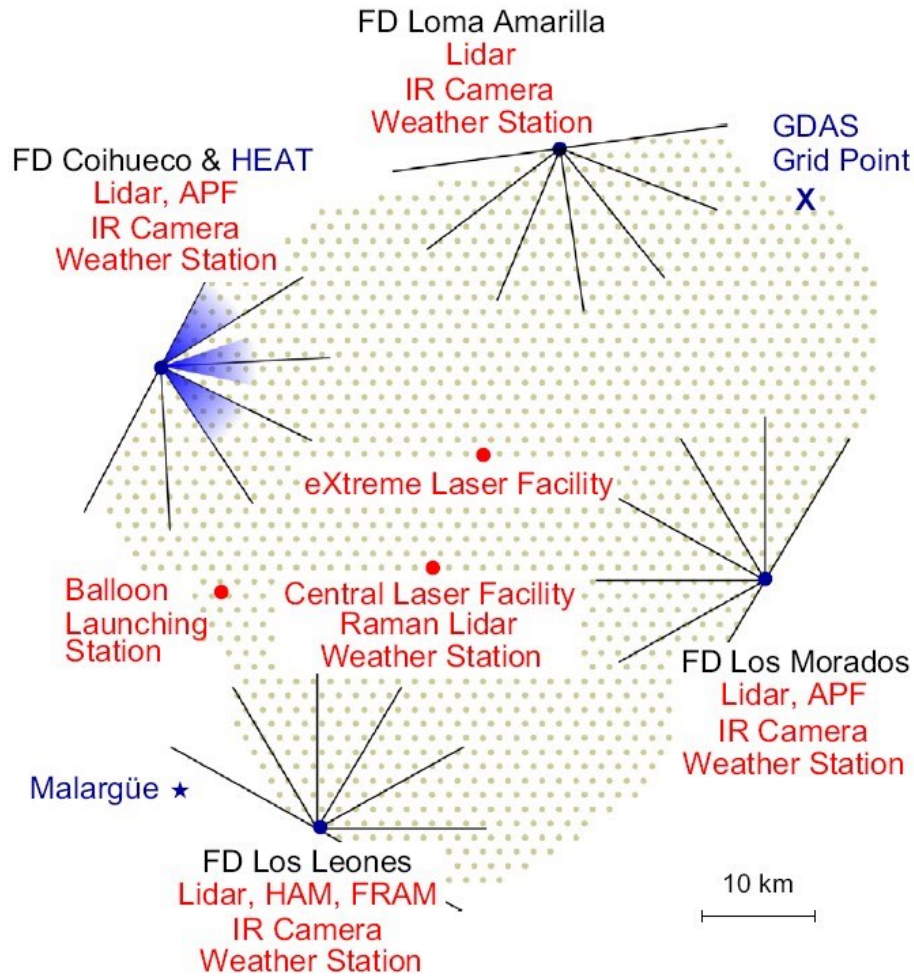 FD Loma Amarilla
Lidar
IR Camera
Weather Station
GDAS
Grid Point
X
FD Coihueco & HEAT
Lidar, APF
IR Camera
Weather Station
eXtreme Laser Facility
Balloon
Launching
Station
Central Laser Facility
Raman Lidar
Weather Station
FD Los Morados
Lidar, APF
IR Camera
Weather Station
Malargüe
FD Los Leones
Lidar, HAM, FRAM
IR Camera
Weather Station
10 km